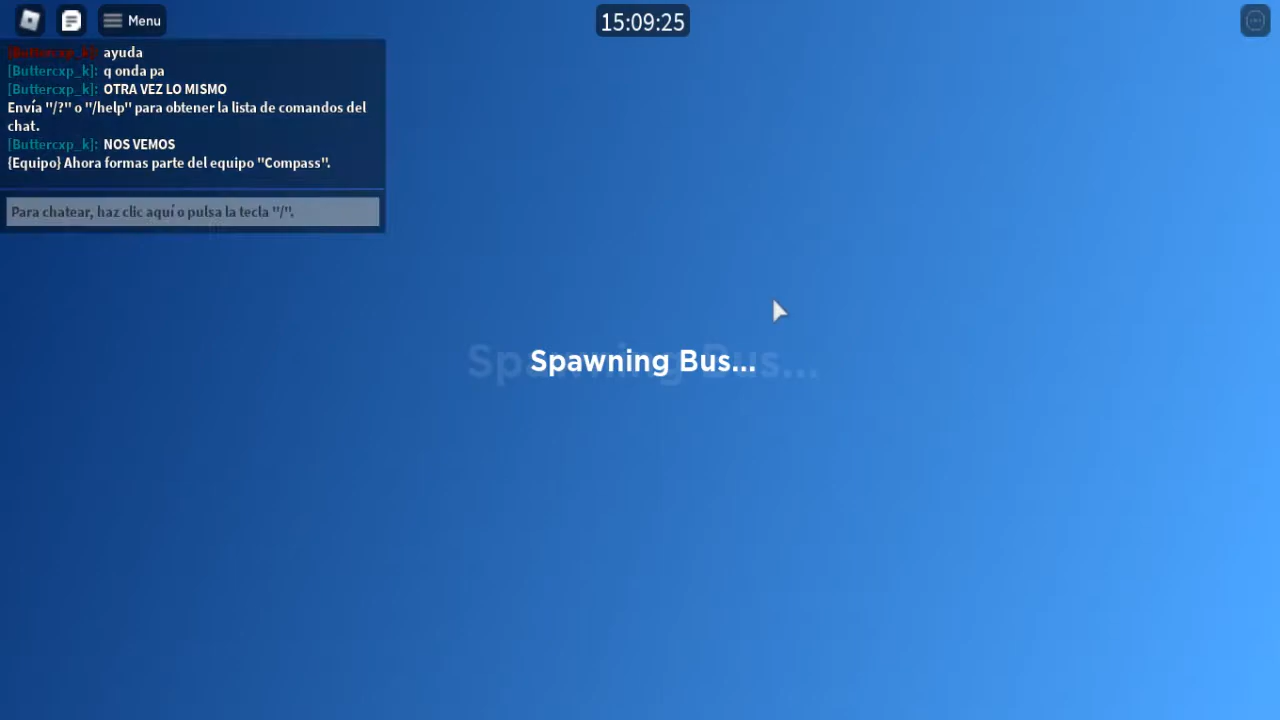 Menu
15:09:25
[Buttercxp_k]: ayuda
[Buttercxp_k]: q onda pa
[Buttercxp_k]: OTRA VEZ LO MISMO
Envía "/?" o "/help" para obtener la lista de comandos del
chat.
[Buttercxp_k]: NOS VEMOS
{Equipo} Ahora formas parte del equipo "Compass".
Para chatear, haz clic aquí o pulsa la tecla "/".
Spawning Bus...